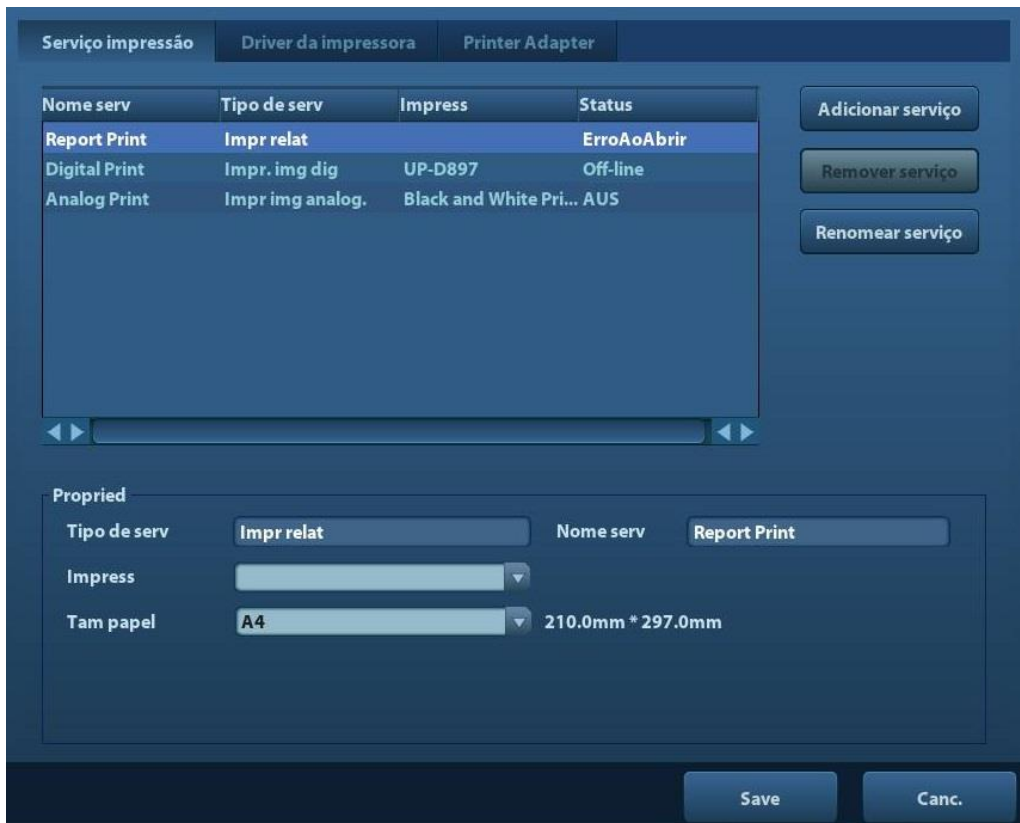 Serviço impressão Driver da impressora Printer Adapter
Nome serv Tipo de serv Impress Status
Adicionar serviço
Report Print Impr relat ErroAoAbrir
Digital Print Impr. img dig UP-D897 Off-line
Remover serviço
Analog Print Impr img analog. Black and White Pri... AUS
Renomear serviço
Propried
Tipo de serv Impr relat Nome serv Report Print
Impress
Tam papel A4 210.0mm * 297.0mm
Save Canc.